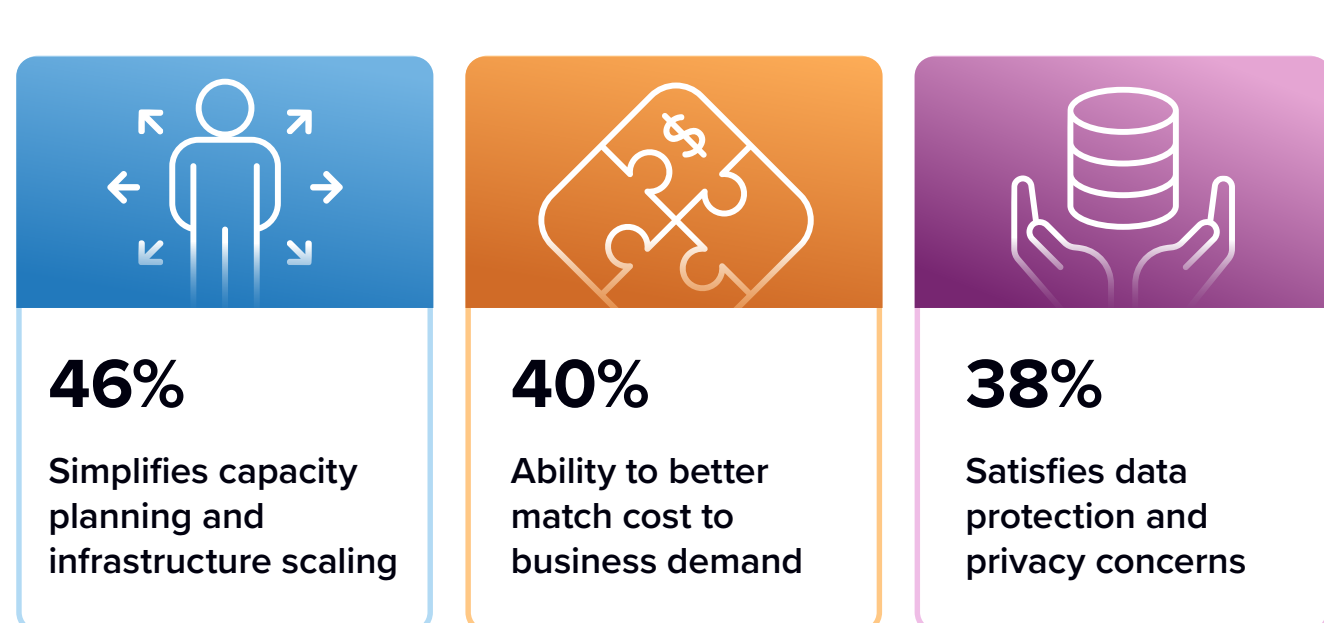 $
46%
Simplifies capacity
planning and
infrastructure scaling
40%
Ability to better
match cost to
business demand
38%
Satisfies data
protection and
privacy concerns